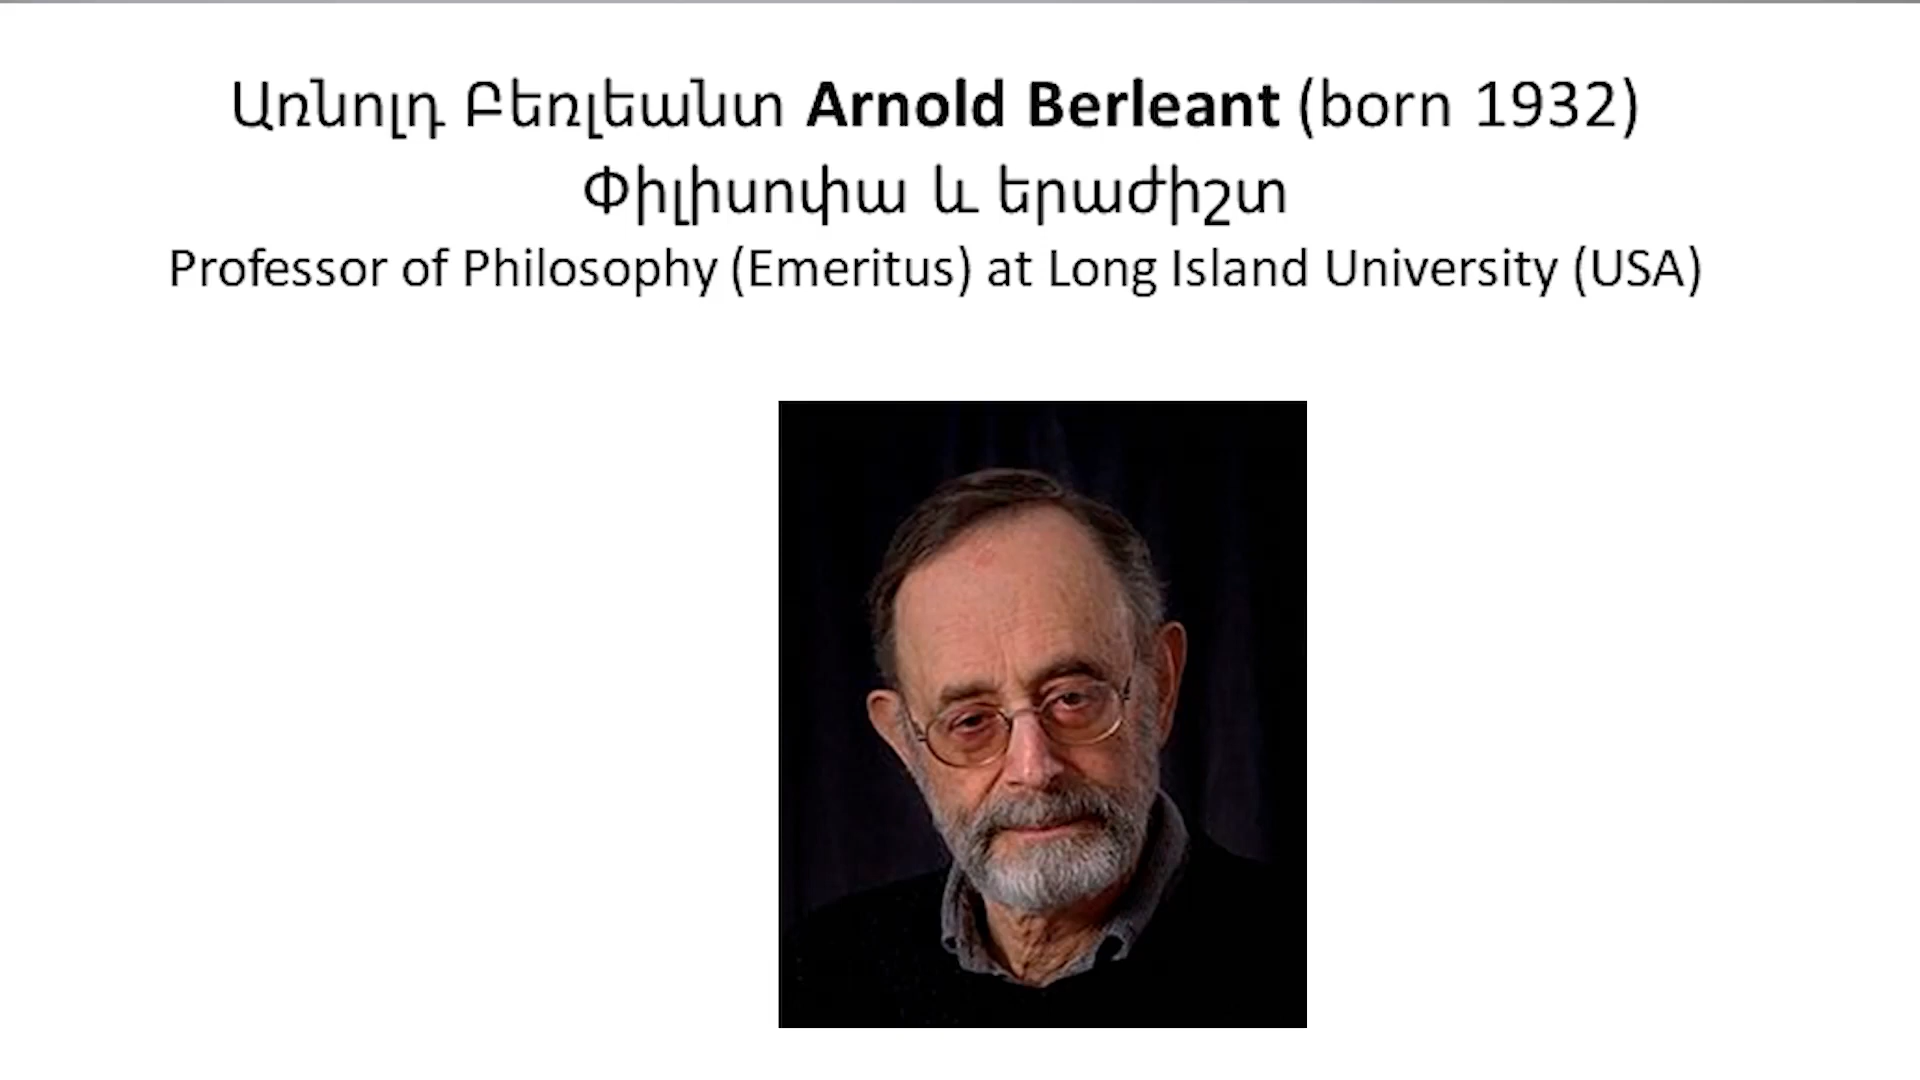 Առնոլդ Բեռլեանտ Arnold Berleant (born 1932)
Փիլիսոփա և երաժիշտ
Professor of Philosophy (Emeritus) at Long Island University (USA)